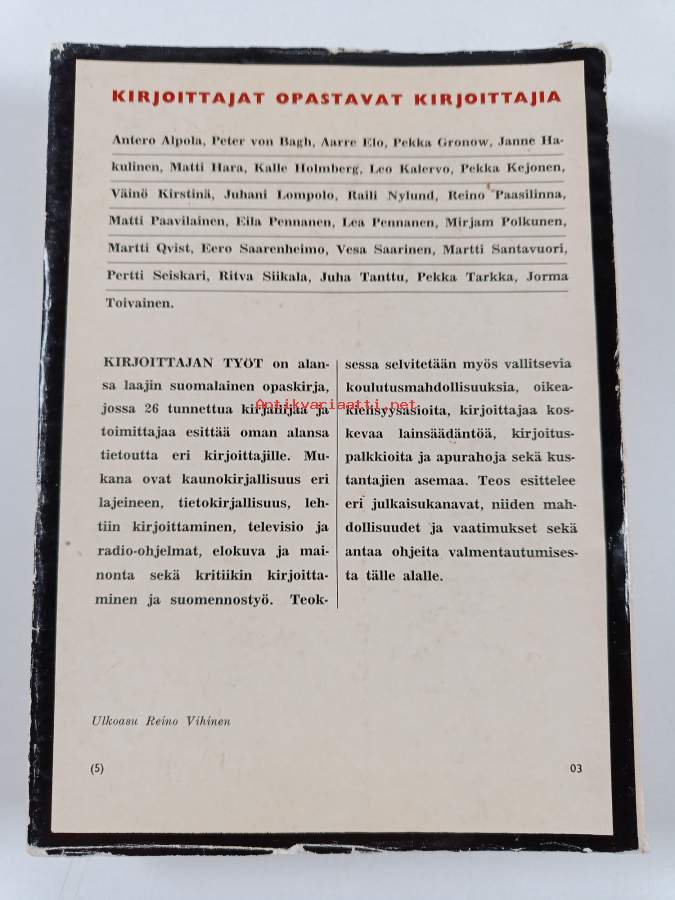 KIRJOITTAJAT OPASTAVAT KIRJOITTAJIA
Antero Alpola, Peter von Bagh, Aarre Elo, Pekka Gronow, Janne Ha-
kulinen, Matti Hara, Kalle Holmberg, Leo Kalervo, Pekka Kejonen,
Väinö Kirstinä, Juhani Lompolo, Raili Nylund, Reino Paasilinna,
Matti Paavilainen, Eila Pennanen, Lea Pennanen, Mirjam Polkunen,
Martti Qvist, Eero Saarenheimo, Vesa Saarinen, Martti Santavuori,
Pertti Seiskari, Ritva Siikala, Juha Tanttu, Pekka Tarkka, Jorma
Toivainen.
KIRJOITTAJAN TYÖT on alan-
sa laajin suomalainen opaskirja,
jossa 26 tunnettua kirjailijaa ja
toimittajaa esittää oman alansa
tietoutta eri kirjoittajille. Mu-
kana ovat kaunokirjallisuus eri
lajeineen, tietokirjallisuus, leh-
tiin kirjoittaminen, televisio ja
radio-ohjelmat, elokuva ja mai-
nonta sekä kritiikin kirjoitta-
minen ja suomennostyö. Teok-
sessa selvitetään myös vallitsevia
koulutusmahdollisuuksia, oikea-
kielisyysasioita, kirjoittajaa kos-
kevaa lainsäädäntöä, kirjoitus-
palkkioita ja apurahoja sekä kus-
tantajien asemaa. Teos esittelee
eri julkaisukanavat, niiden mah-
dollisuudet ja vaatimukset sekä
antaa ohjeita valmentautumises-
ta tälle alalle.
Antikvariaatti.net
Ulkoasu Reino Vihinen
(5) 03